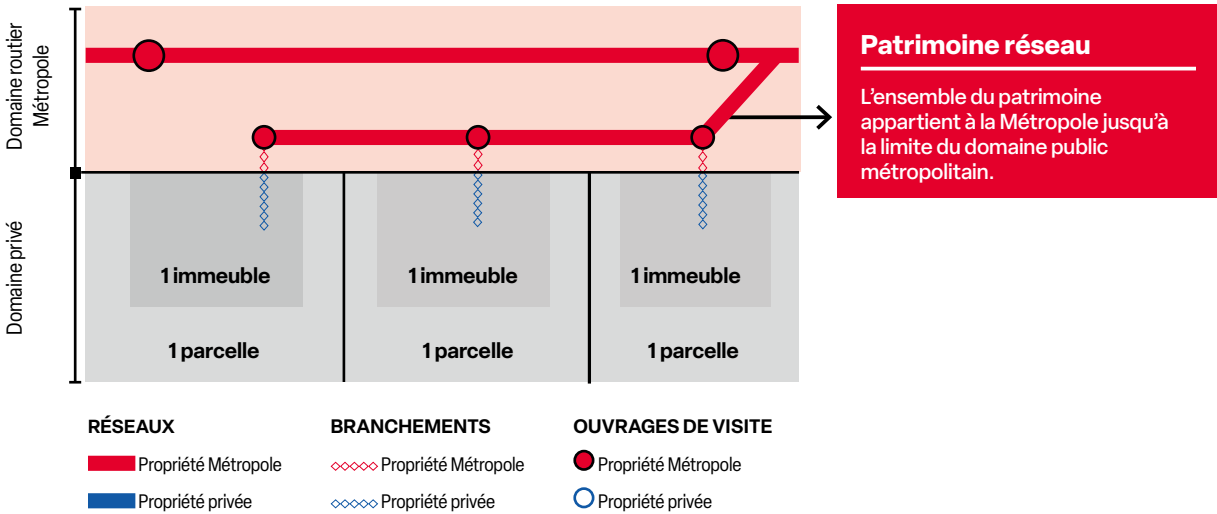 Domaine routier
Métropole
Domaine privé
Patrimoine réseau
L'ensemble du patrimoine
appartient à la Métropole jusqu'à
la limite du domaine public
métropolitain.
1 immeuble
1 immeuble
1 immeuble
1 parcelle
1 parcelle
1 parcelle
RÉSEAUX
Propriété Métropole
Propriété privée
BRANCHEMENTS
Propriété Métropole
Propriété privée
OUVRAGES DE VISITE
Propriété Métropole
Propriété privée